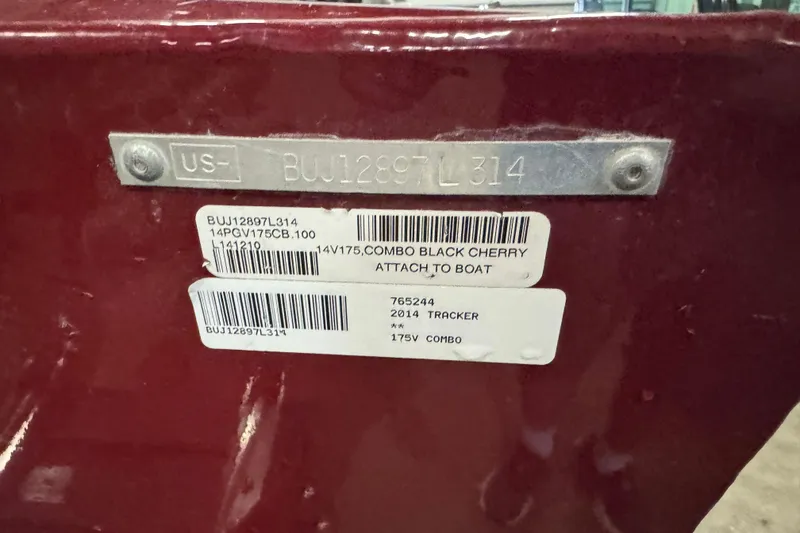 US- BUJ12897L314
BUJ12897L314
14PGV175CB.100
L141210 14V175,COMBO BLACK CHERRY
ATTACH TO BOAT
765244
2014 TRACKER
**
BUJ12897L314 175V COMBO